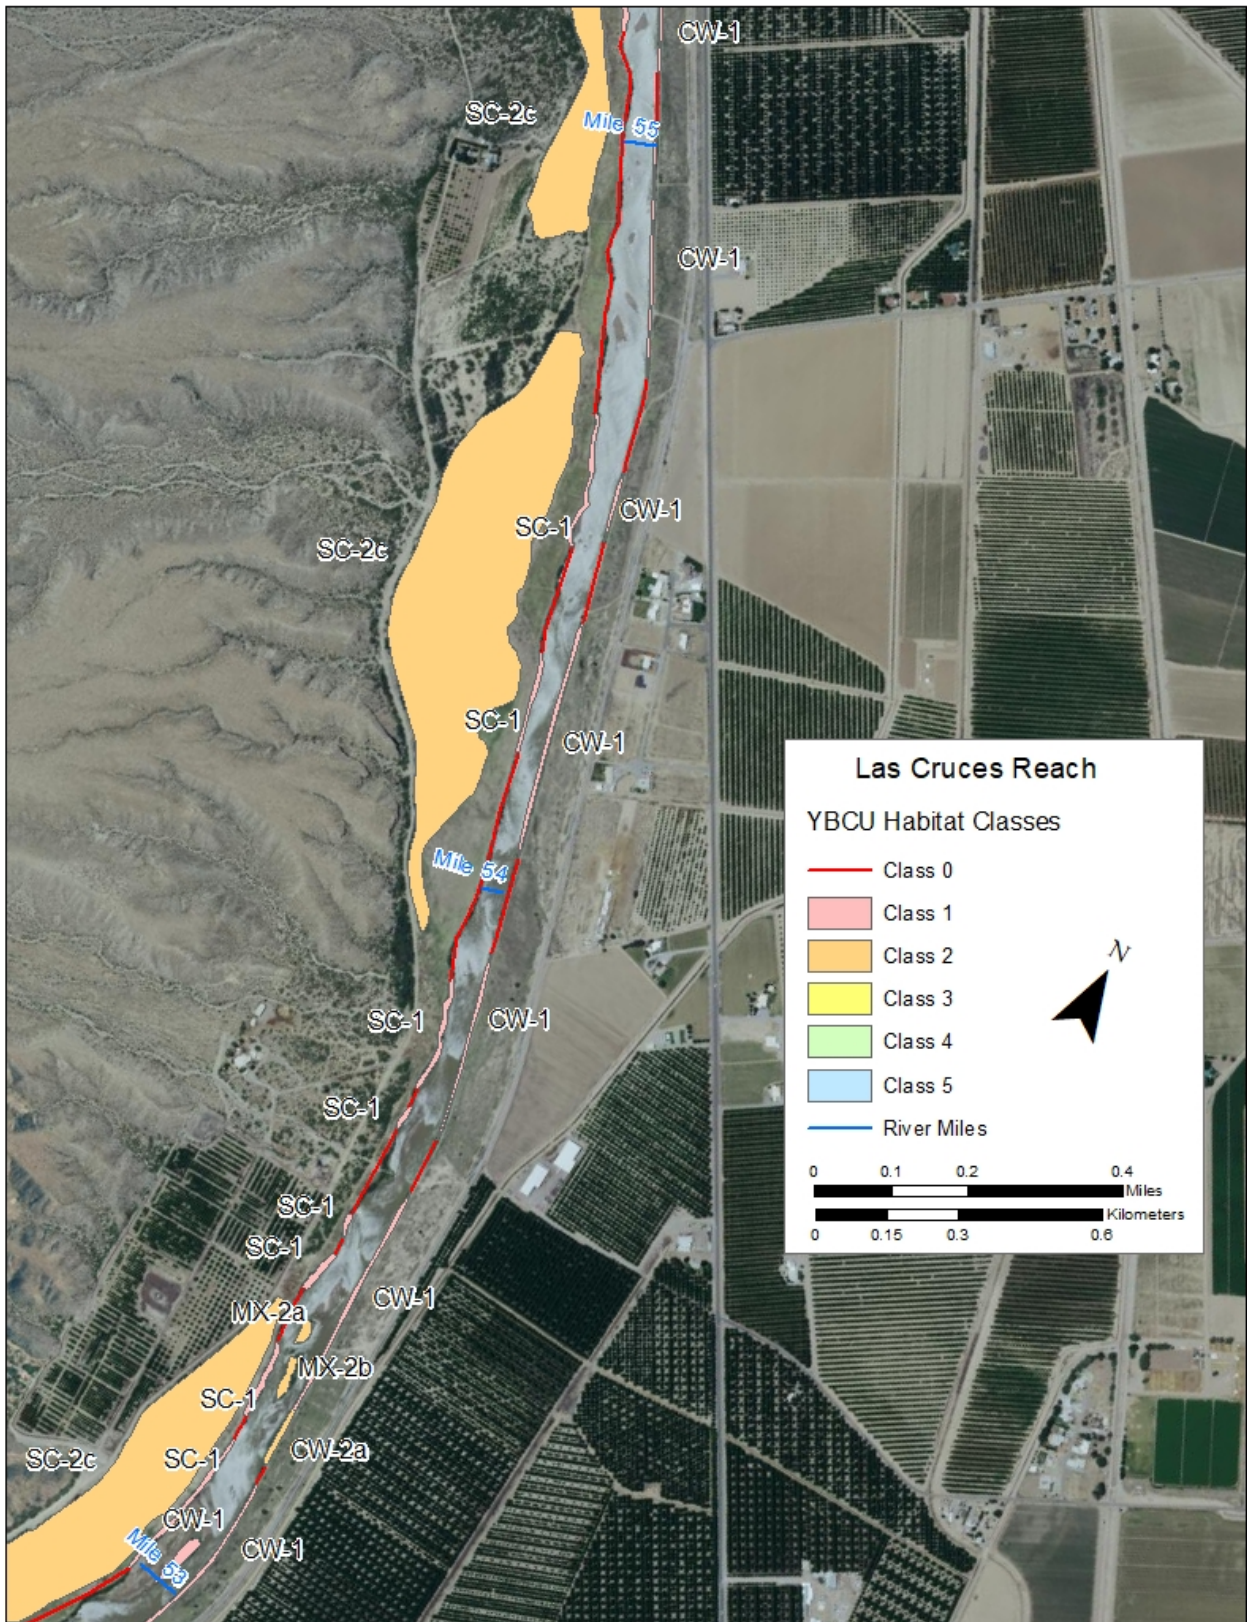 CW-1
SC-2c
Mile 55
CW-1
CW-1
SC-1
SC-2c
SC-1
CW-1
Mile 54
SC-1
CW-1
SC-1
SC-1
SC-1
CW-1
MX-2a
MX-2b
SC-1
CW-2a
SC-2c
SC-1
CW-1
CW-1
Mile 53
Las Cruces Reach
YBCU Habitat Classes
Class 0
Class 1
Class 2
Class 3
Class 4
Class 5
River Miles
N
0 0.1 0.2 0.4
Miles
Kilometers
0 0.15 0.3 0.6